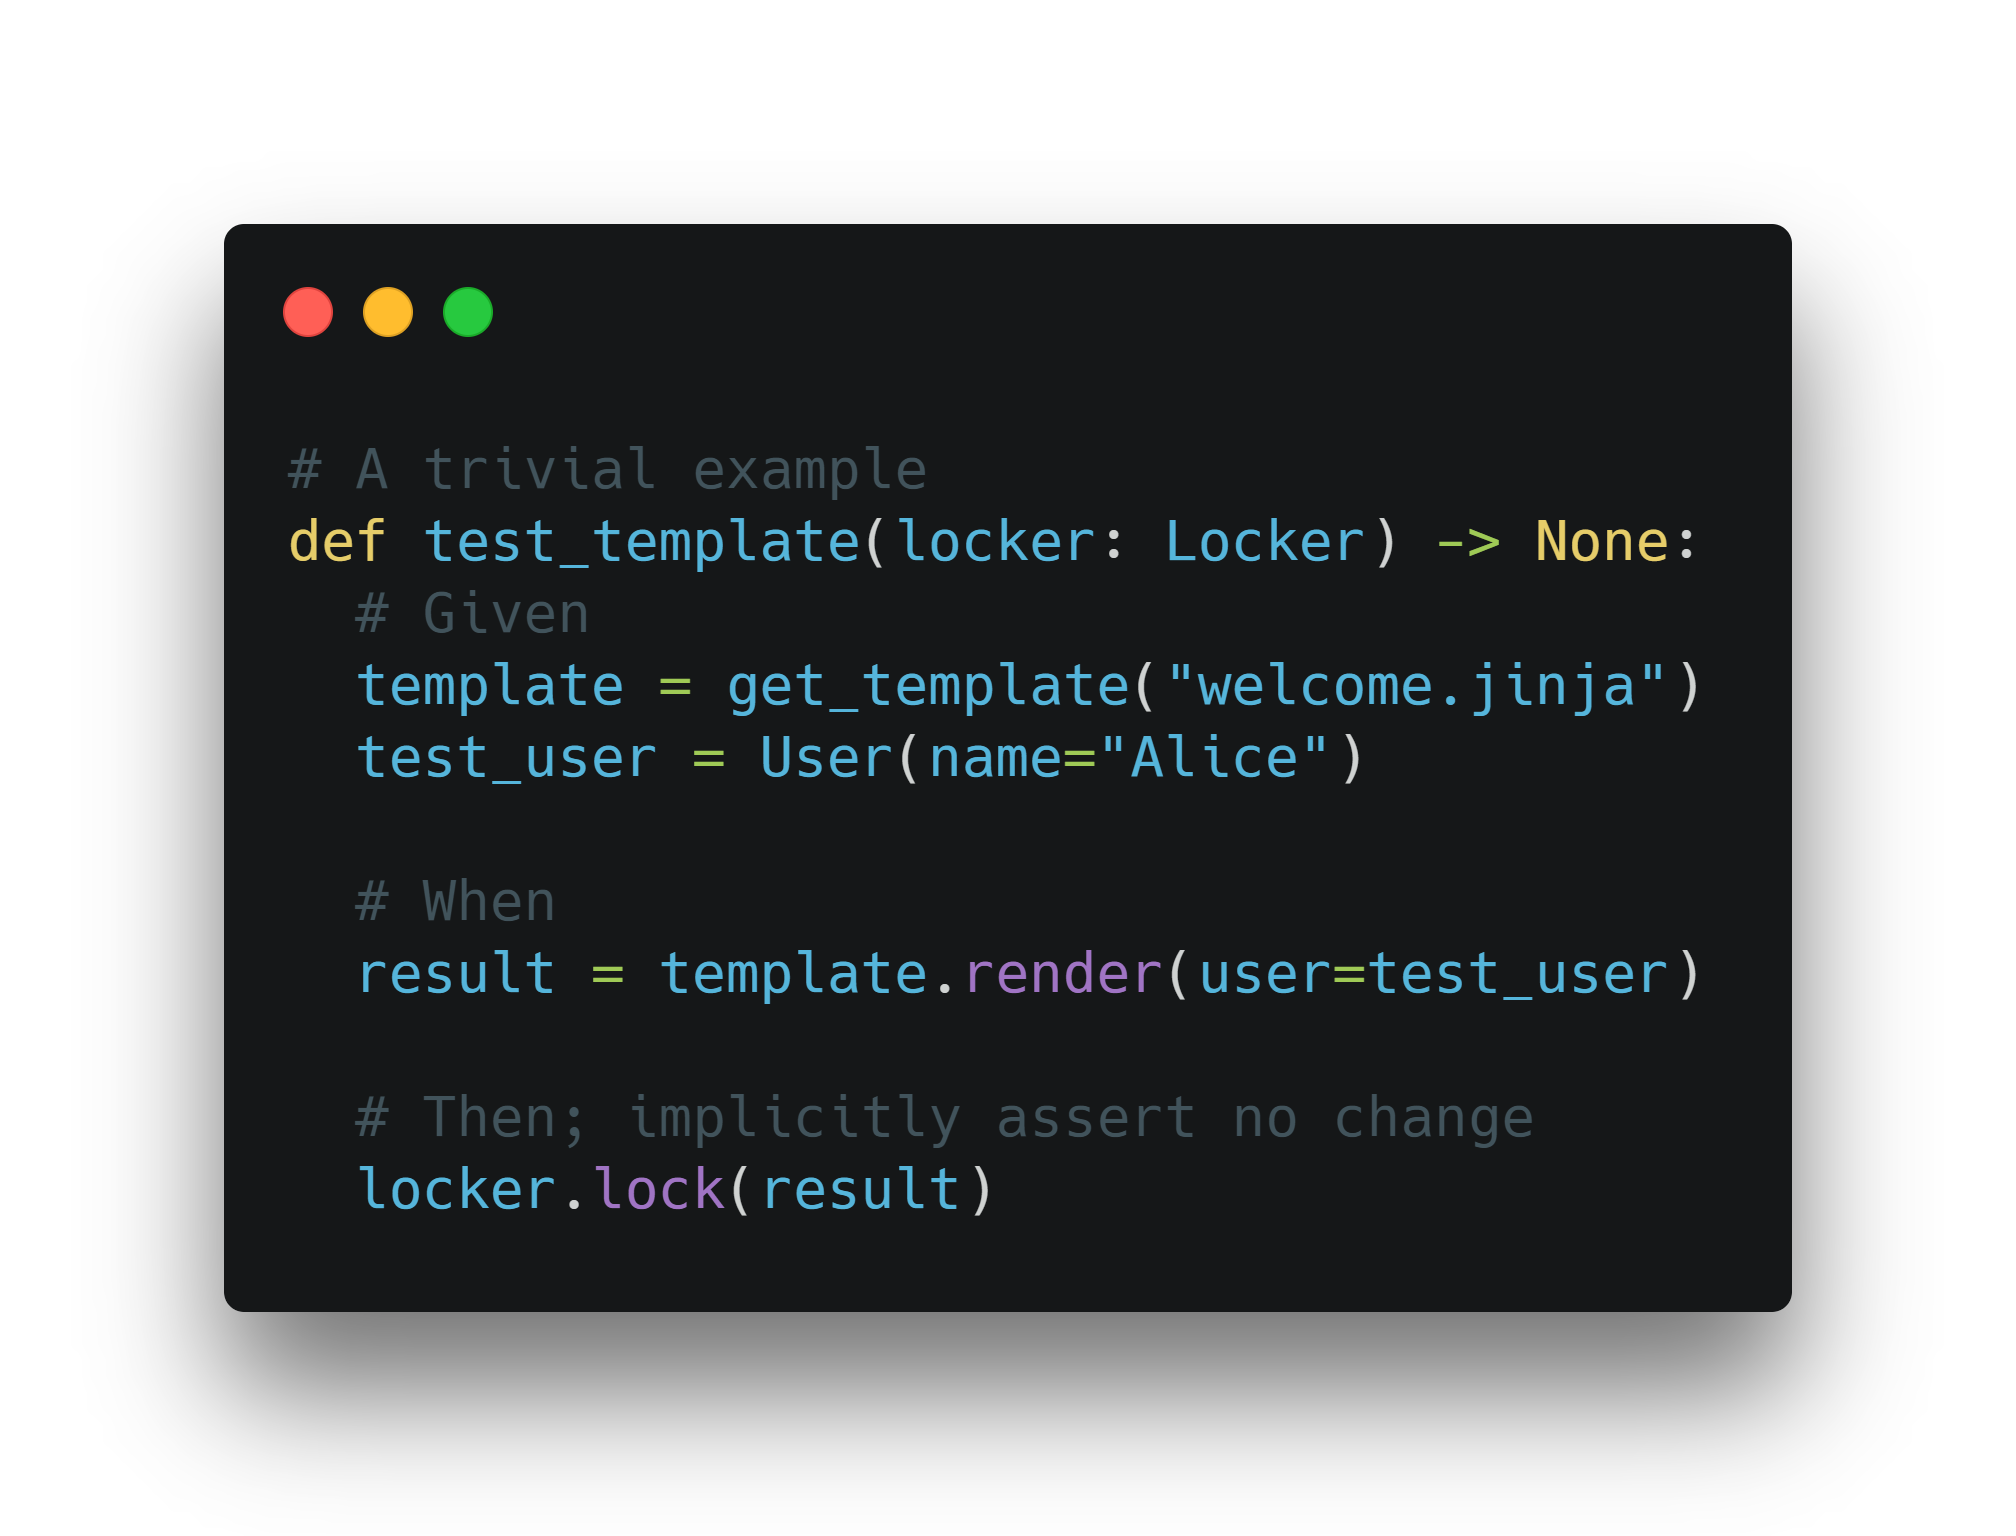 # A trivial example
def test_template(locker: Locker) -> None:
  # Given
  template = get_template("welcome.jinja")
  test_user = User(name="Alice")

  # When
  result = template.render(user=test_user)

  # Then; implicitly assert no change
  locker.lock(result)